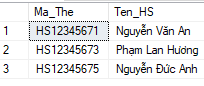 Ma_The Ten_HS
1 HS12345671 Nguyễn Văn An
2 HS12345673 Phạm Lan Hương
3 HS12345675 Nguyễn Đức Anh